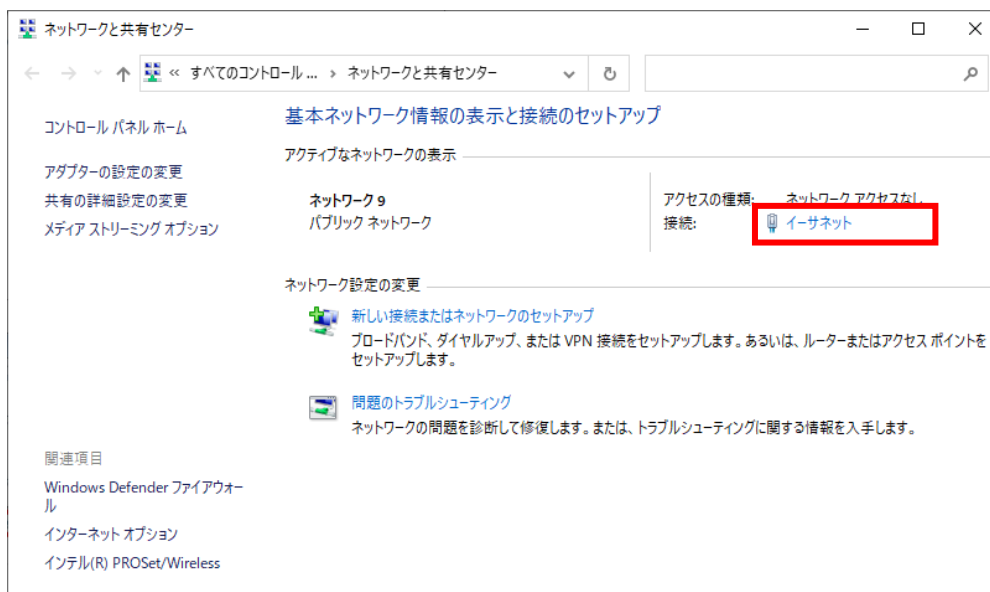 ネットワークと共有センター
« すべてのコントロール ... › ネットワークと共有センター
コントロール パネル ホーム
アダプターの設定の変更
共有の詳細設定の変更
メディア ストリーミング オプション
基本ネットワーク情報の表示と接続のセットアップ
アクティブなネットワークの表示
ネットワーク 9
パブリック ネットワーク
アクセスの種類: ネットワーク アクセスなし
接続: イーサネット
ネットワーク設定の変更
新しい接続またはネットワークのセットアップ
ブロードバンド、ダイヤルアップ、または VPN 接続をセットアップします。あるいは、ルーターまたはアクセス ポイントを
セットアップします。
問題のトラブルシューティング
ネットワークの問題を診断して修復します。または、トラブルシューティングに関する情報を入手します。
関連項目
Windows Defender ファイアウォー
ル
インターネット オプション
インテル(R) PROSet/Wireless